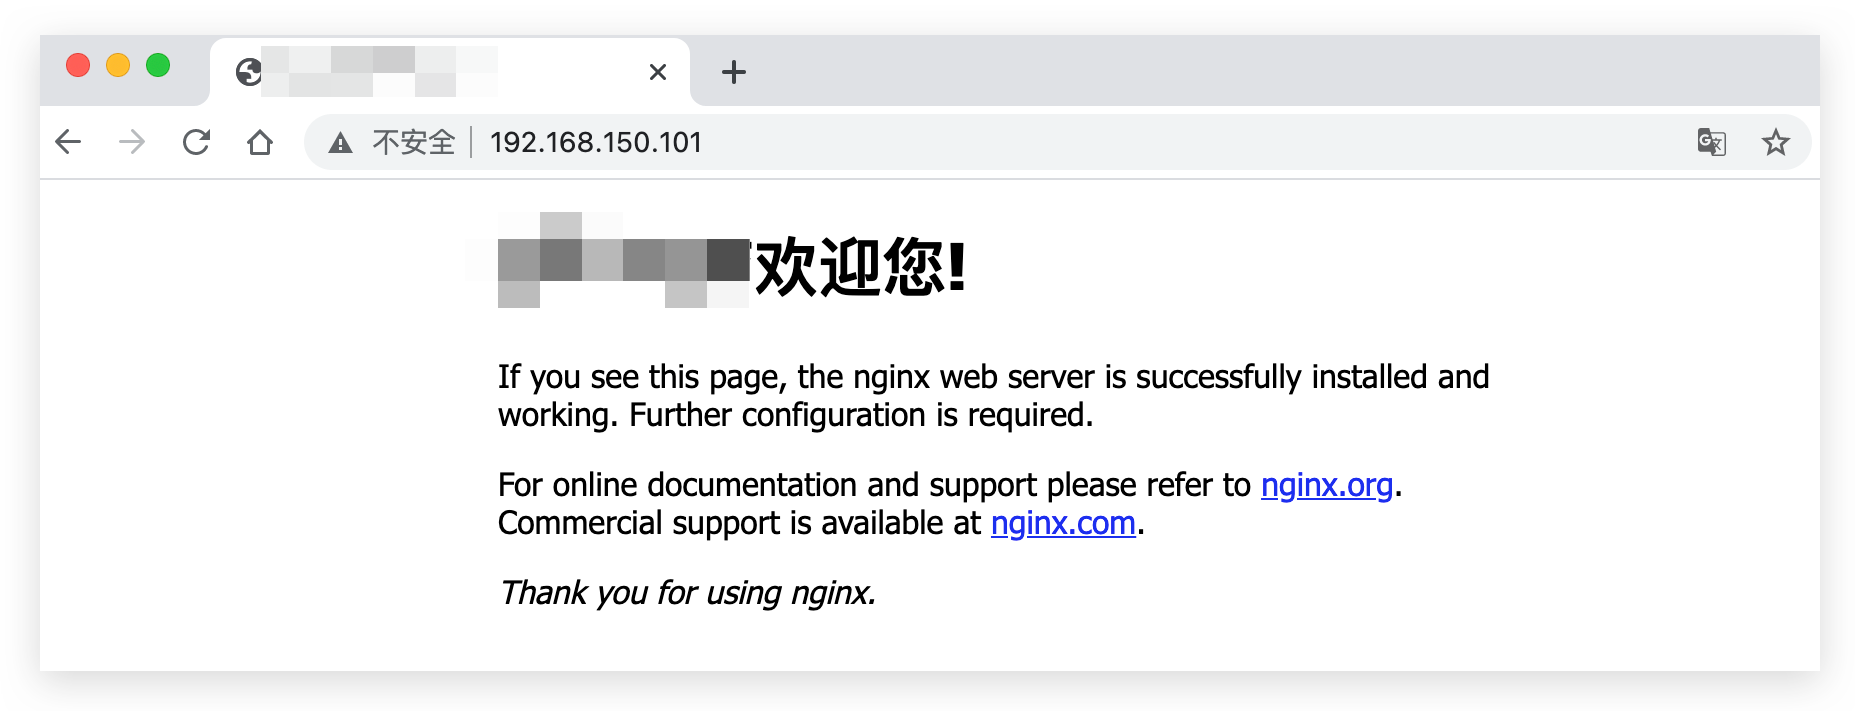 不安全 192.168.150.101
欢迎您!
If you see this page, the nginx web server is successfully installed and
working. Further configuration is required.
For online documentation and support please refer to nginx.org.
Commercial support is available at nginx.com.
Thank you for using nginx.